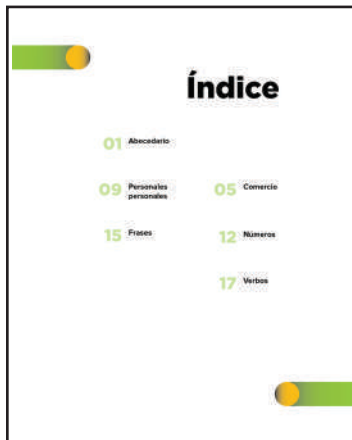 Índice
01 Abecedario
09 Personales
personales
05 Comercio
15 Frases
12 Números
17 Verbos